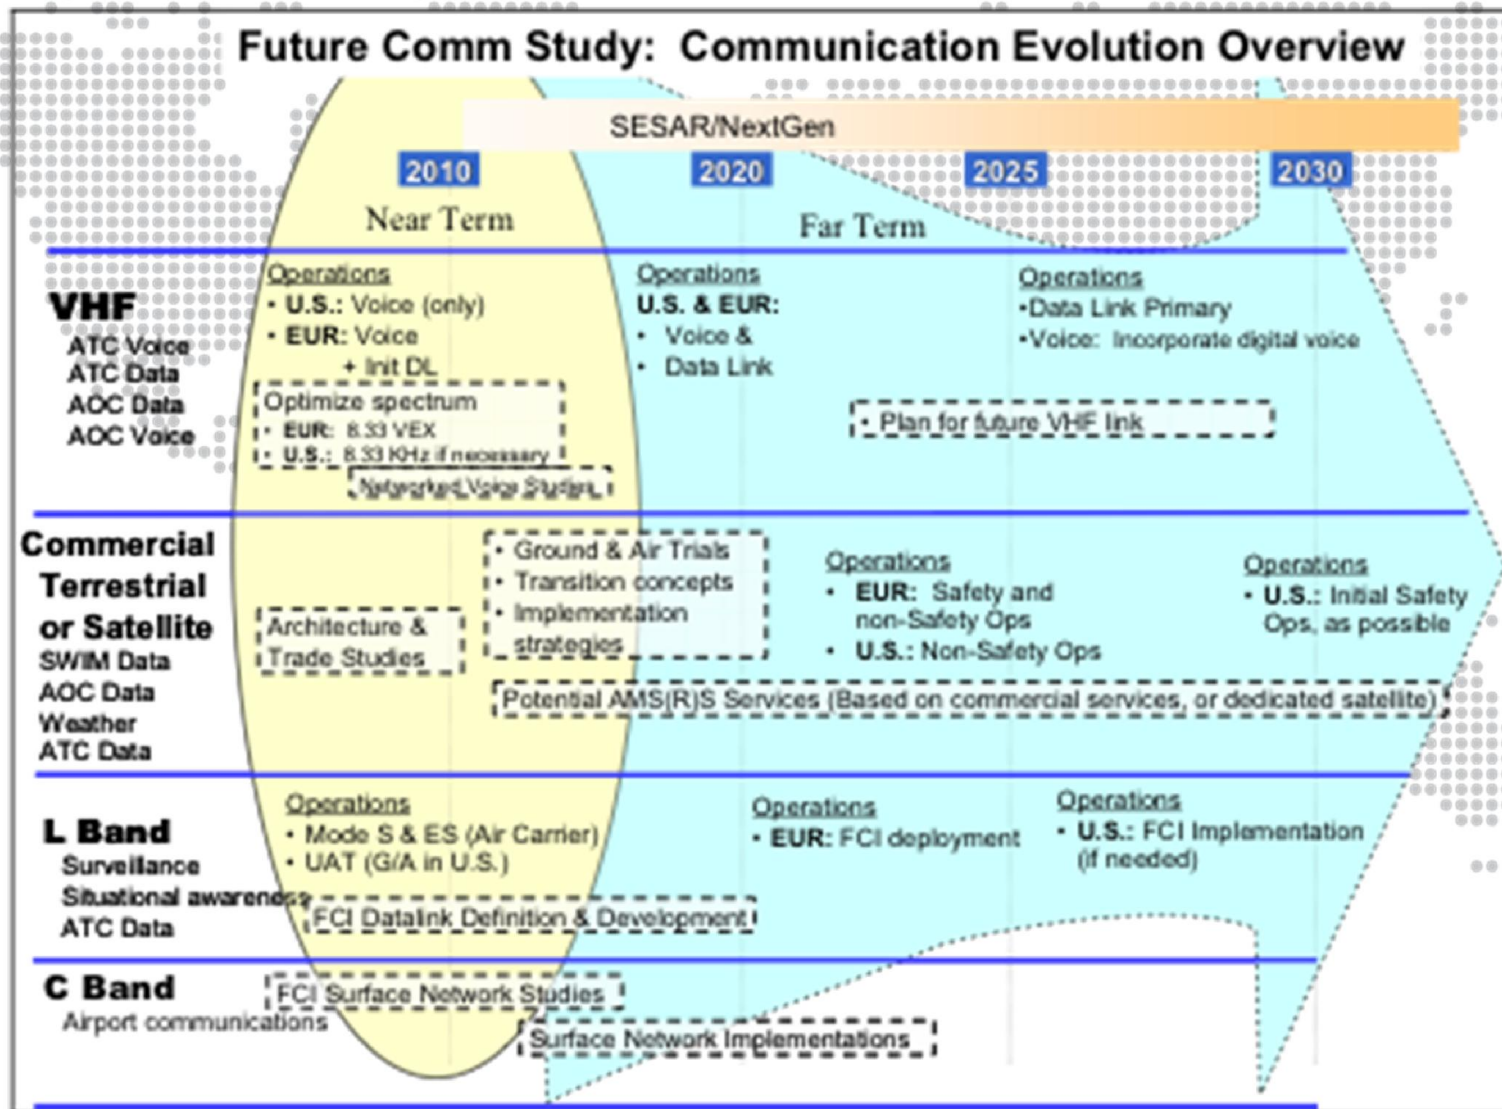 Future Comm Study: Communication Evolution Overview
SESAR/NextGen
2010
2020
2025
2030
Near Term
Far Term
VHF
ATC Voice
ATC Data
AOC Data
AOC Voice
Operations
• U.S.: Voice (only)
• EUR: Voice
+ Init DL
Optimize spectrum
• EUR: 8.33 VEX
• U.S.: 8.33 KHz if necessary
Networked Voice Studies
Operations
U.S. & EUR:
• Voice &
• Data Link
Operations
•Data Link Primary
•Voice: Incorporate digital voice
• Plan for future VHF link
Commercial
Terrestrial
or Satellite
SWIM Data
AOC Data
Weather
ATC Data
Architecture &
Trade Studies
• Ground & Air Trials
• Transition concepts
• Implementation
strategies
Operations
• EUR: Safety and
non-Safety Ops
• U.S.: Non-Safety Ops
Operations
• U.S.: Initial Safety
Ops, as possible
Potential AMS(R)S Services (Based on commercial services, or dedicated satellite)
L Band
Surveillance
Situational awareness
ATC Data
Operations
• Mode S & ES (Air Carrier)
• UAT (G/A in U.S.)
FCI Datalink Definition & Development
Operations
• EUR: FCI deployment
Operations
• U.S.: FCI Implementation
(if needed)
C Band
Airport communications
FCI Surface Network Studies
Surface Network Implementations